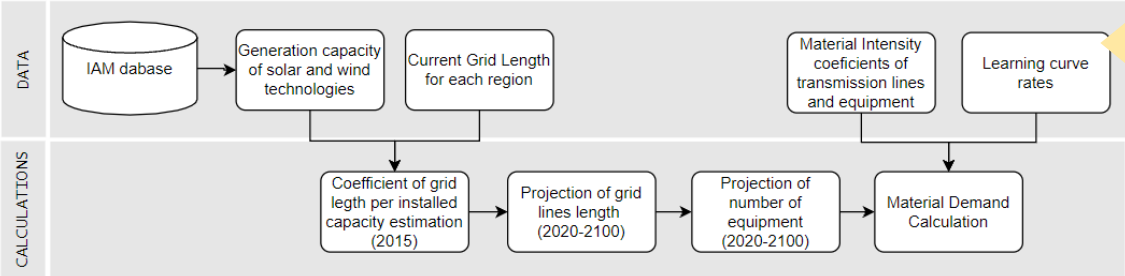 DATA
IAM dabase
Generation capacity
of solar and wind
technologies
Current Grid Length
for each region
Material Intensity
coeficients of
transmission lines
and equipment
Learning curve
rates
CALCULATIONS
Coefficient of grid
legth per installed
capacity estimation
(2015)
Projection of grid
lines length
(2020-2100)
Projection of
number of
equipment
(2020-2100)
Material Demand
Calculation